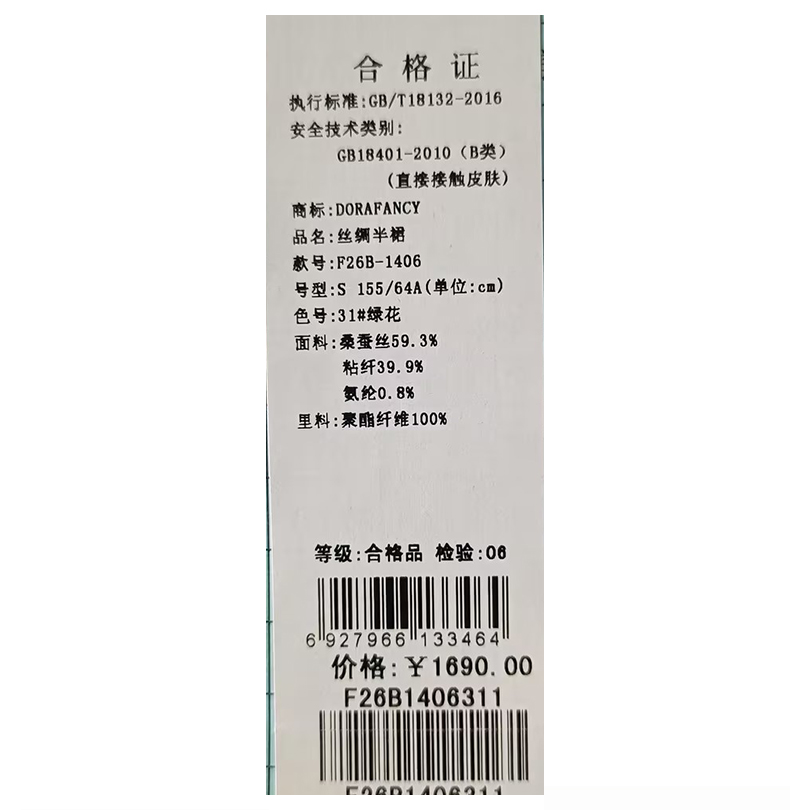 合格证
执行标准:GB/T18132-2016
安全技术类别:
GB18401-2010(B类)
(直接接触皮肤)
商标:DORAFANCY
品名:丝绸半裙
款号:F26B-1406
号型:S 155/64A(单位:cm)
色号:31#绿花
面料:桑蚕丝59.3%
粘纤39.9%
氨纶0.8%
里料:聚酯纤维100%
等级:合格品 检验:06
6 927966 133464
价格:¥1690.00
F26B1406311
F26B1406311